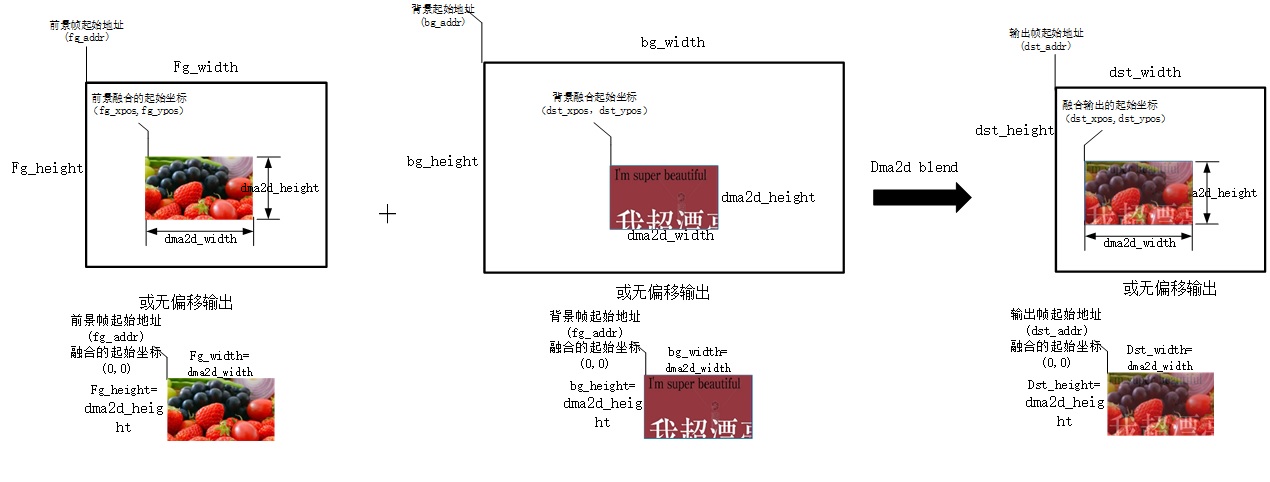 前景帧起始地址
(fg_addr)
Fg_width
前景融合的起始坐标
(fg_xpos,fg_ypos)
Fg_height
dma2d_height
dma2d_width
或无偏移输出
前景帧起始地址
(fg_addr)
融合的起始坐标
(0,0)
Fg_width=
dma2d_width
Fg_height=
dma2d_heig
ht
+
背景起始地址
(bg_addr)
bg_width
背景融合起始坐标
(dst_xpos，dst_ypos)
bg_height
I'm super beautiful
我超漂亮
dma2d_height
dma2d_width
或无偏移输出
背景帧起始地址
(fg_addr)
融合的起始坐标
(0,0)
bg_width=
dma2d_width
bg_height=
dma2d_heig
ht
I'm super beautiful
我超漂亮
Dma2d blend
输出帧起始地址
(dst_addr)
dst_width
融合输出的起始坐标
(dst_xpos,dst_ypos)
dst_height
我超漂亮
a2d_height
dma2d_width
或无偏移输出
输出帧起始地址
(dst_addr)
融合的起始坐标
(0,0)
Dst_width=
dma2d_width
Dst_height=
dma2d_heig
ht
我超漂亮